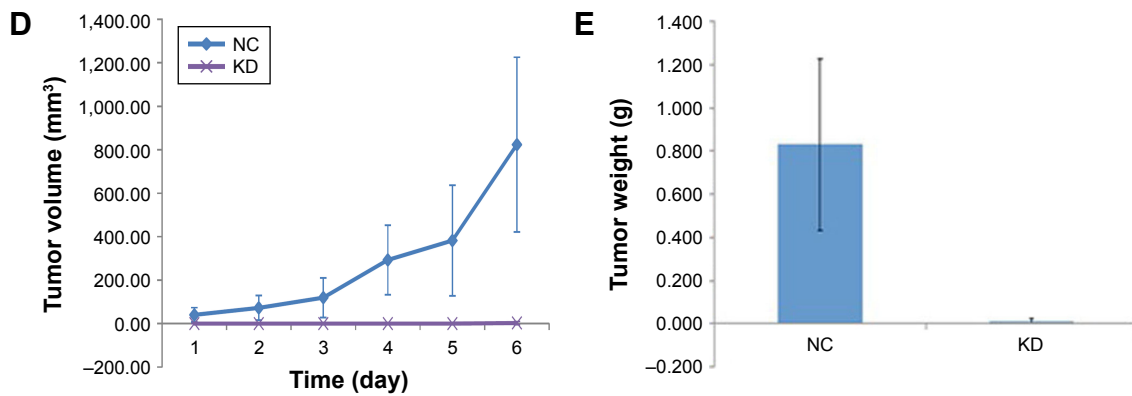 D
1,400.00
1,200.00
1,000.00
800.00
600.00
400.00
200.00
0.00
–200.00
Tumor volume (mm³)
NC
KD
1 2 3 4 5 6
Time (day)
E
1.400
1.200
1.000
0.800
0.600
0.400
0.200
0.000
–0.200
Tumor weight (g)
NC KD